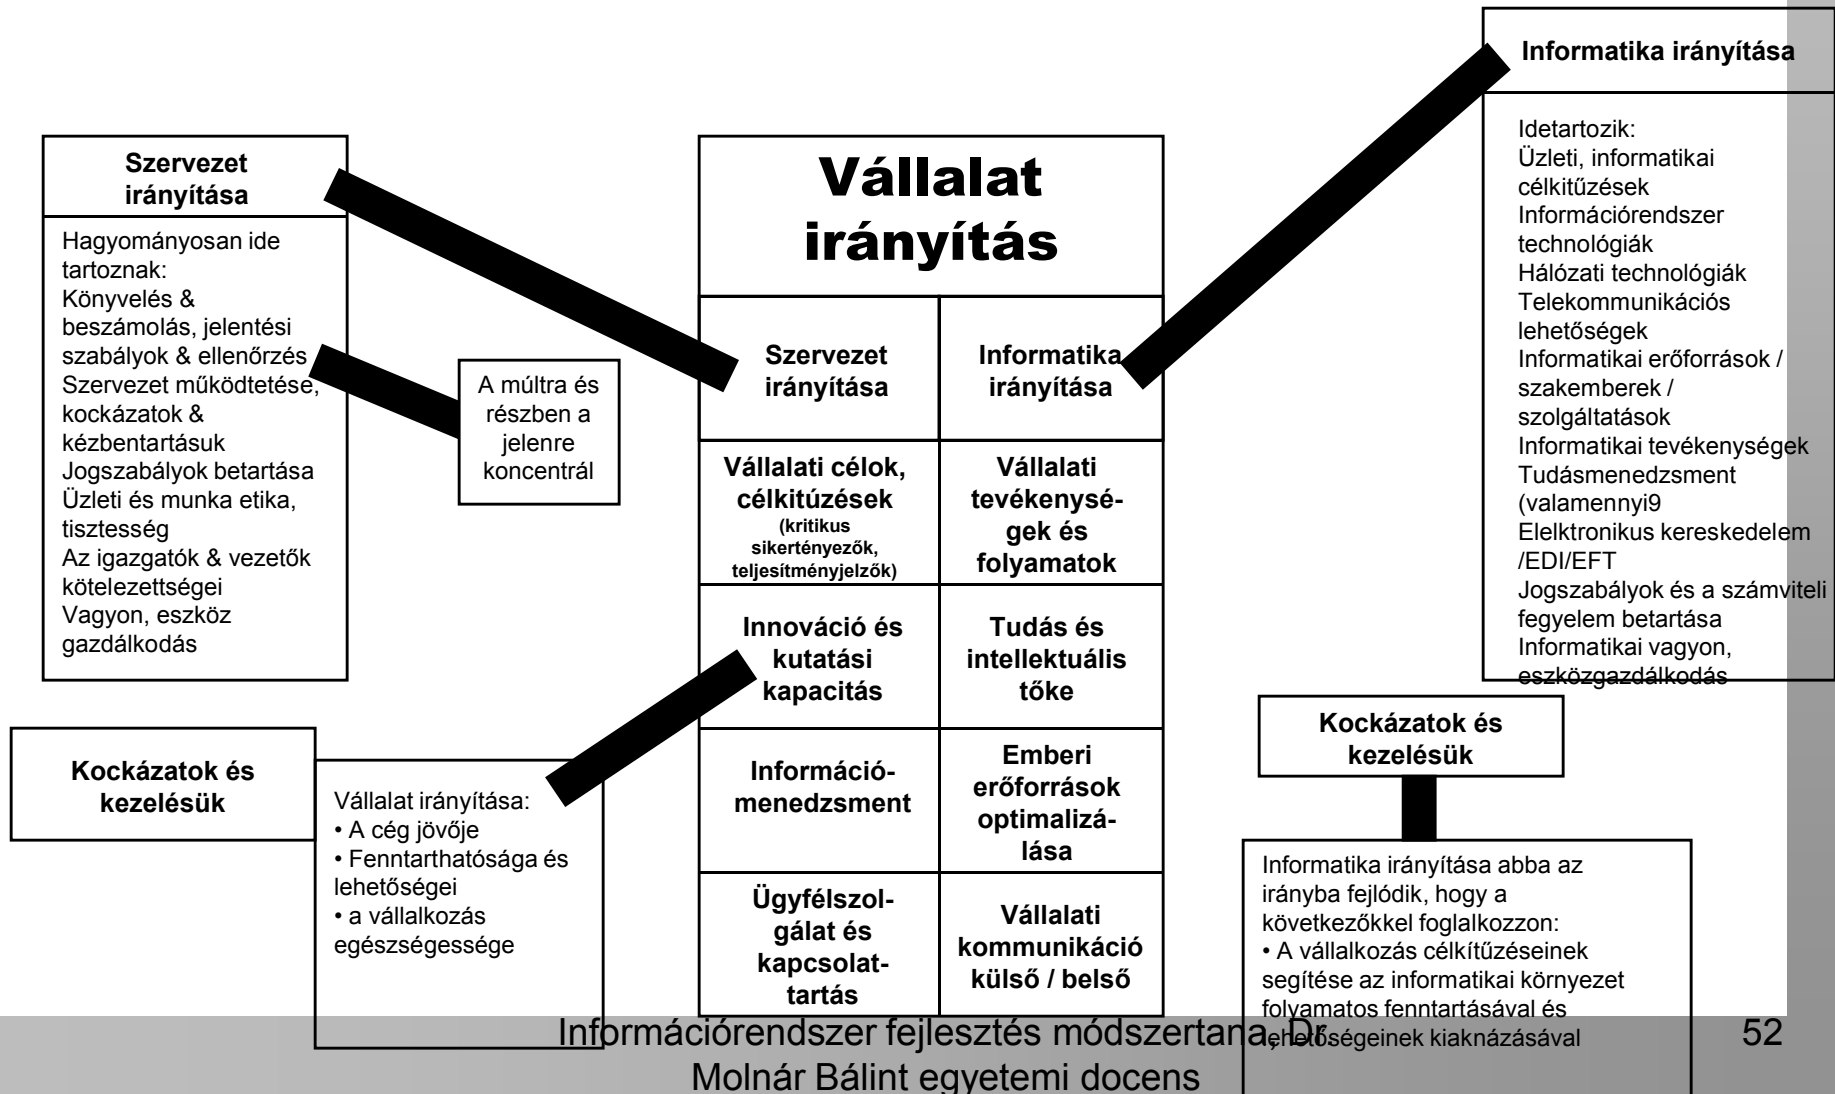 Informatika irányítása
Idetartozik:
Üzleti, informatikai
célkitűzések
Információrendszer
technológiák
Hálózati technológiák
Telekommunikációs
lehetőségek
Informatikai erőforrások /
szakemberek /
szolgáltatások
Informatikai tevékenységek
Tudásmenedzsment
(valamennyi9
Elelktronikus kereskedelem
/EDI/EFT
Jogszabályok és a számviteli
fegyelem betartása
Informatikai vagyon,
eszközgazdálkodás
Szervezet
irányítása
Hagyományosan ide
tartoznak:
Könyvelés &
beszámolás, jelentési
szabályok & ellenőrzés
Szervezet működtetése,
kockázatok &
kézbentartásuk
Jogszabályok betartása
Üzleti és munka etika,
tisztesség
Az igazgatók & vezetők
kötelezettségei
Vagyon, eszköz
gazdálkodás
A múltra és
részben a
jelenre
koncentrál
Vállalat
irányítás
Szervezet
irányítása
Informatika
irányítása
Vállalati célok,
célkitúzések
(kritikus
sikertényezők,
teljesítményjelzők)
Vállalati
tevékenysé-
gek és
folyamatok
Innováció és
kutatási
kapacitás
Tudás és
intellektuális
tőke
Információ-
menedzsment
Emberi
erőforrások
optimalizá-
lása
Ügyfélszol-
gálat és
kapcsolat-
tartás
Vállalati
kommunikáció
külső / belső
Kockázatok és
kezelésük
Vállalat irányítása:
• A cég jövője
• Fenntarthatósága és
lehetőségei
• a vállalkozás
egészségessége
Kockázatok és
kezelésük
Informatika irányítása abba az
irányba fejlődik, hogy a
következőkkel foglalkozzon:
• A vállalkozás célkítűzéseinek
segítése az informatikai környezet
folyamatos fenntartásával és
lehetőségeinek kiaknázásával
Információrendszer fejlesztés módszertana, Dr.
Molnár Bálint egyetemi docens
52